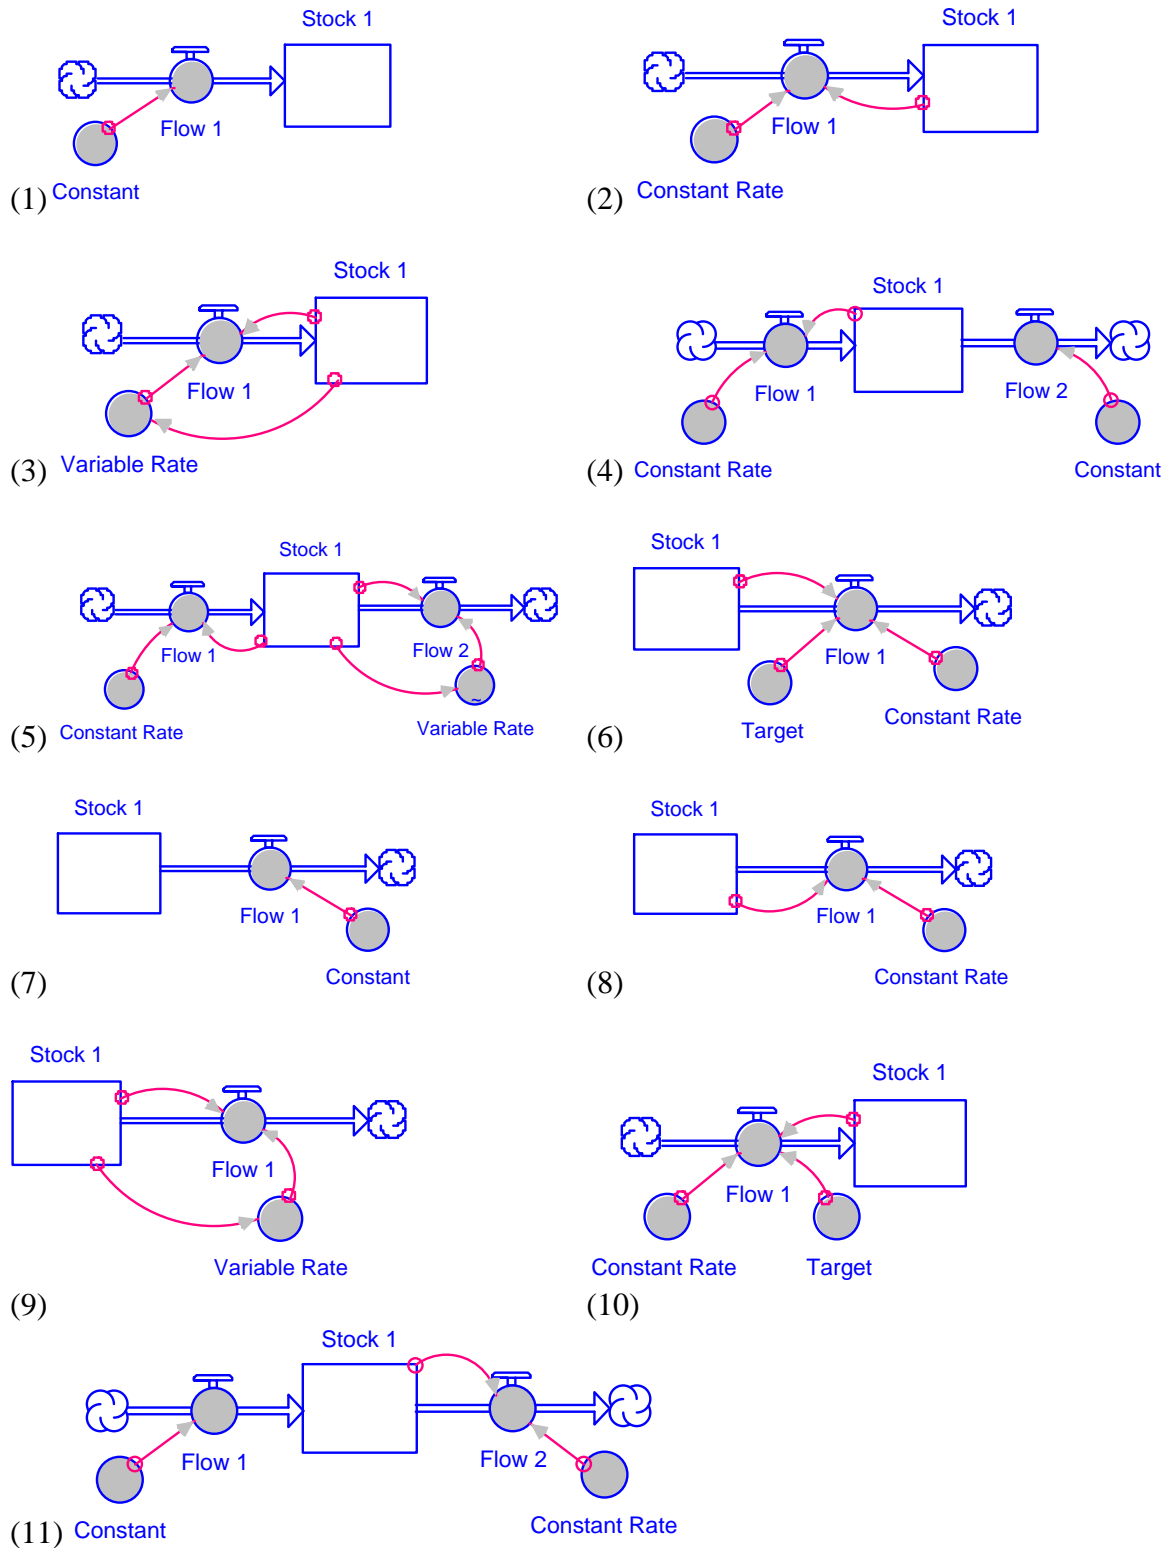 Stock 1
Flow 1
(1) Constant
Stock 1
Flow 1
(2) Constant Rate
Stock 1
Flow 1
(3) Variable Rate
Stock 1
Flow 1 Flow 2
(4) Constant Rate Constant
Stock 1
Flow 1 Flow 2
(5) Constant Rate Variable Rate
~
Stock 1
Flow 1
Constant Rate
(6) Target
Stock 1
Flow 1
Constant
(7)
Stock 1
Flow 1
Constant Rate
(8)
Stock 1
Flow 1
Variable Rate
(9)
Stock 1
Flow 1
Constant Rate Target
(10)
Stock 1
Flow 1 Flow 2
(11) Constant Constant Rate